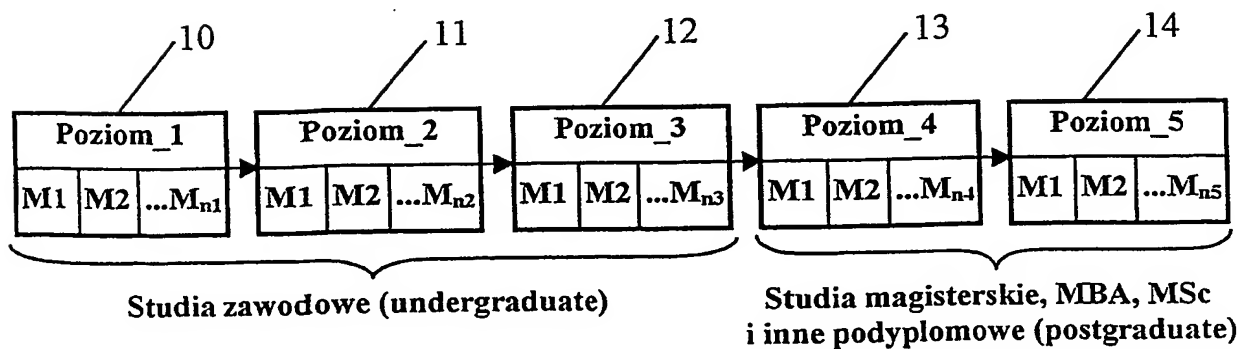 10 11 12 13 14
Poziom_1 Poziom_2 Poziom_3 Poziom_4 Poziom_5
M1 M2 ...Mn1 M1 M2 ...Mn2 M1 M2 ...Mn3 M1 M2 ...Mn4 M1 M2 ...Mn5
Studia zawodowe (undergraduate)
Studia magisterskie, MBA, MSc
i inne podyplomowe (postgraduate)